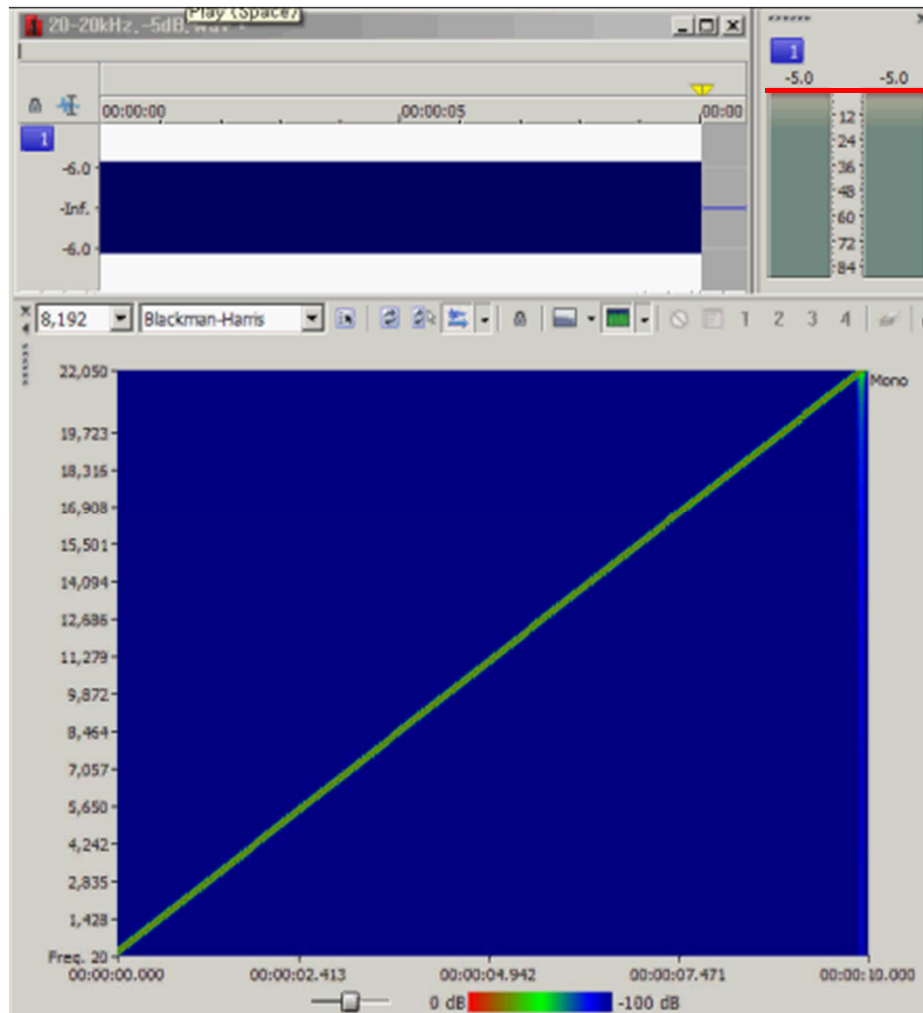 Play (Space)
20-20kHz,-5dB,wav *
1
-5.0 -5.0
00:00:00 00:00:05 00:00
1
-6.0
-Inf.
-6.0
12
24
36
48
60
72
84
8,192 Blackman-Harris 1 2 3 4
22,050 Mono
19,723
18,316
16,908
15,501
14,094
12,686
11,279
9,872
8,464
7,057
5,650
4,242
2,835
1,428
Freq. 20
00:00:00.000 00:00:02.413 00:00:04.942 00:00:07.471 00:00:10.000
0 dB -100 dB